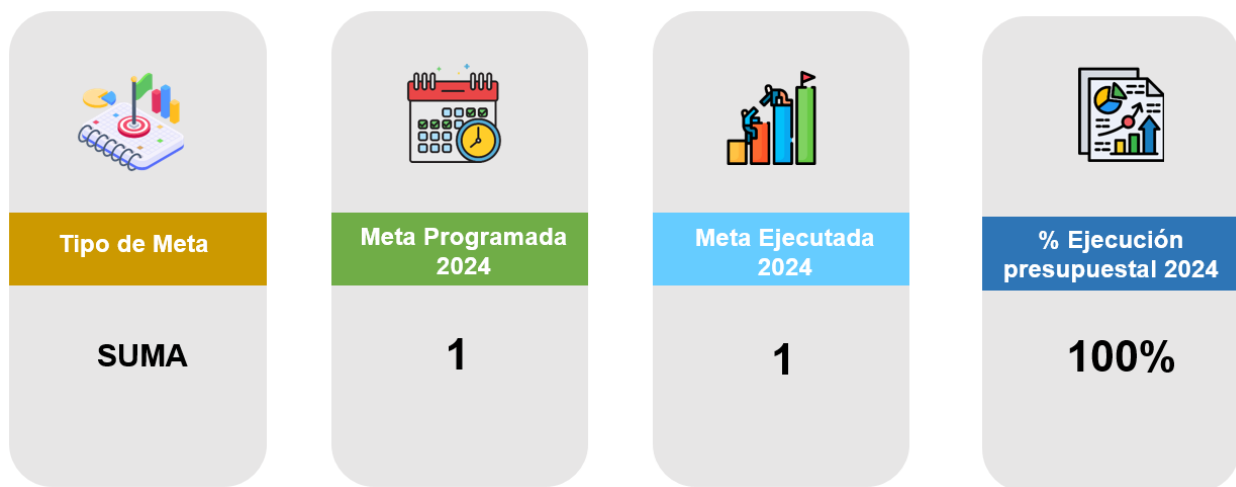 Tipo de Meta
SUMA
Meta Programada
2024
1
Meta Ejecutada
2024
1
% Ejecución
presupuestal 2024
100%